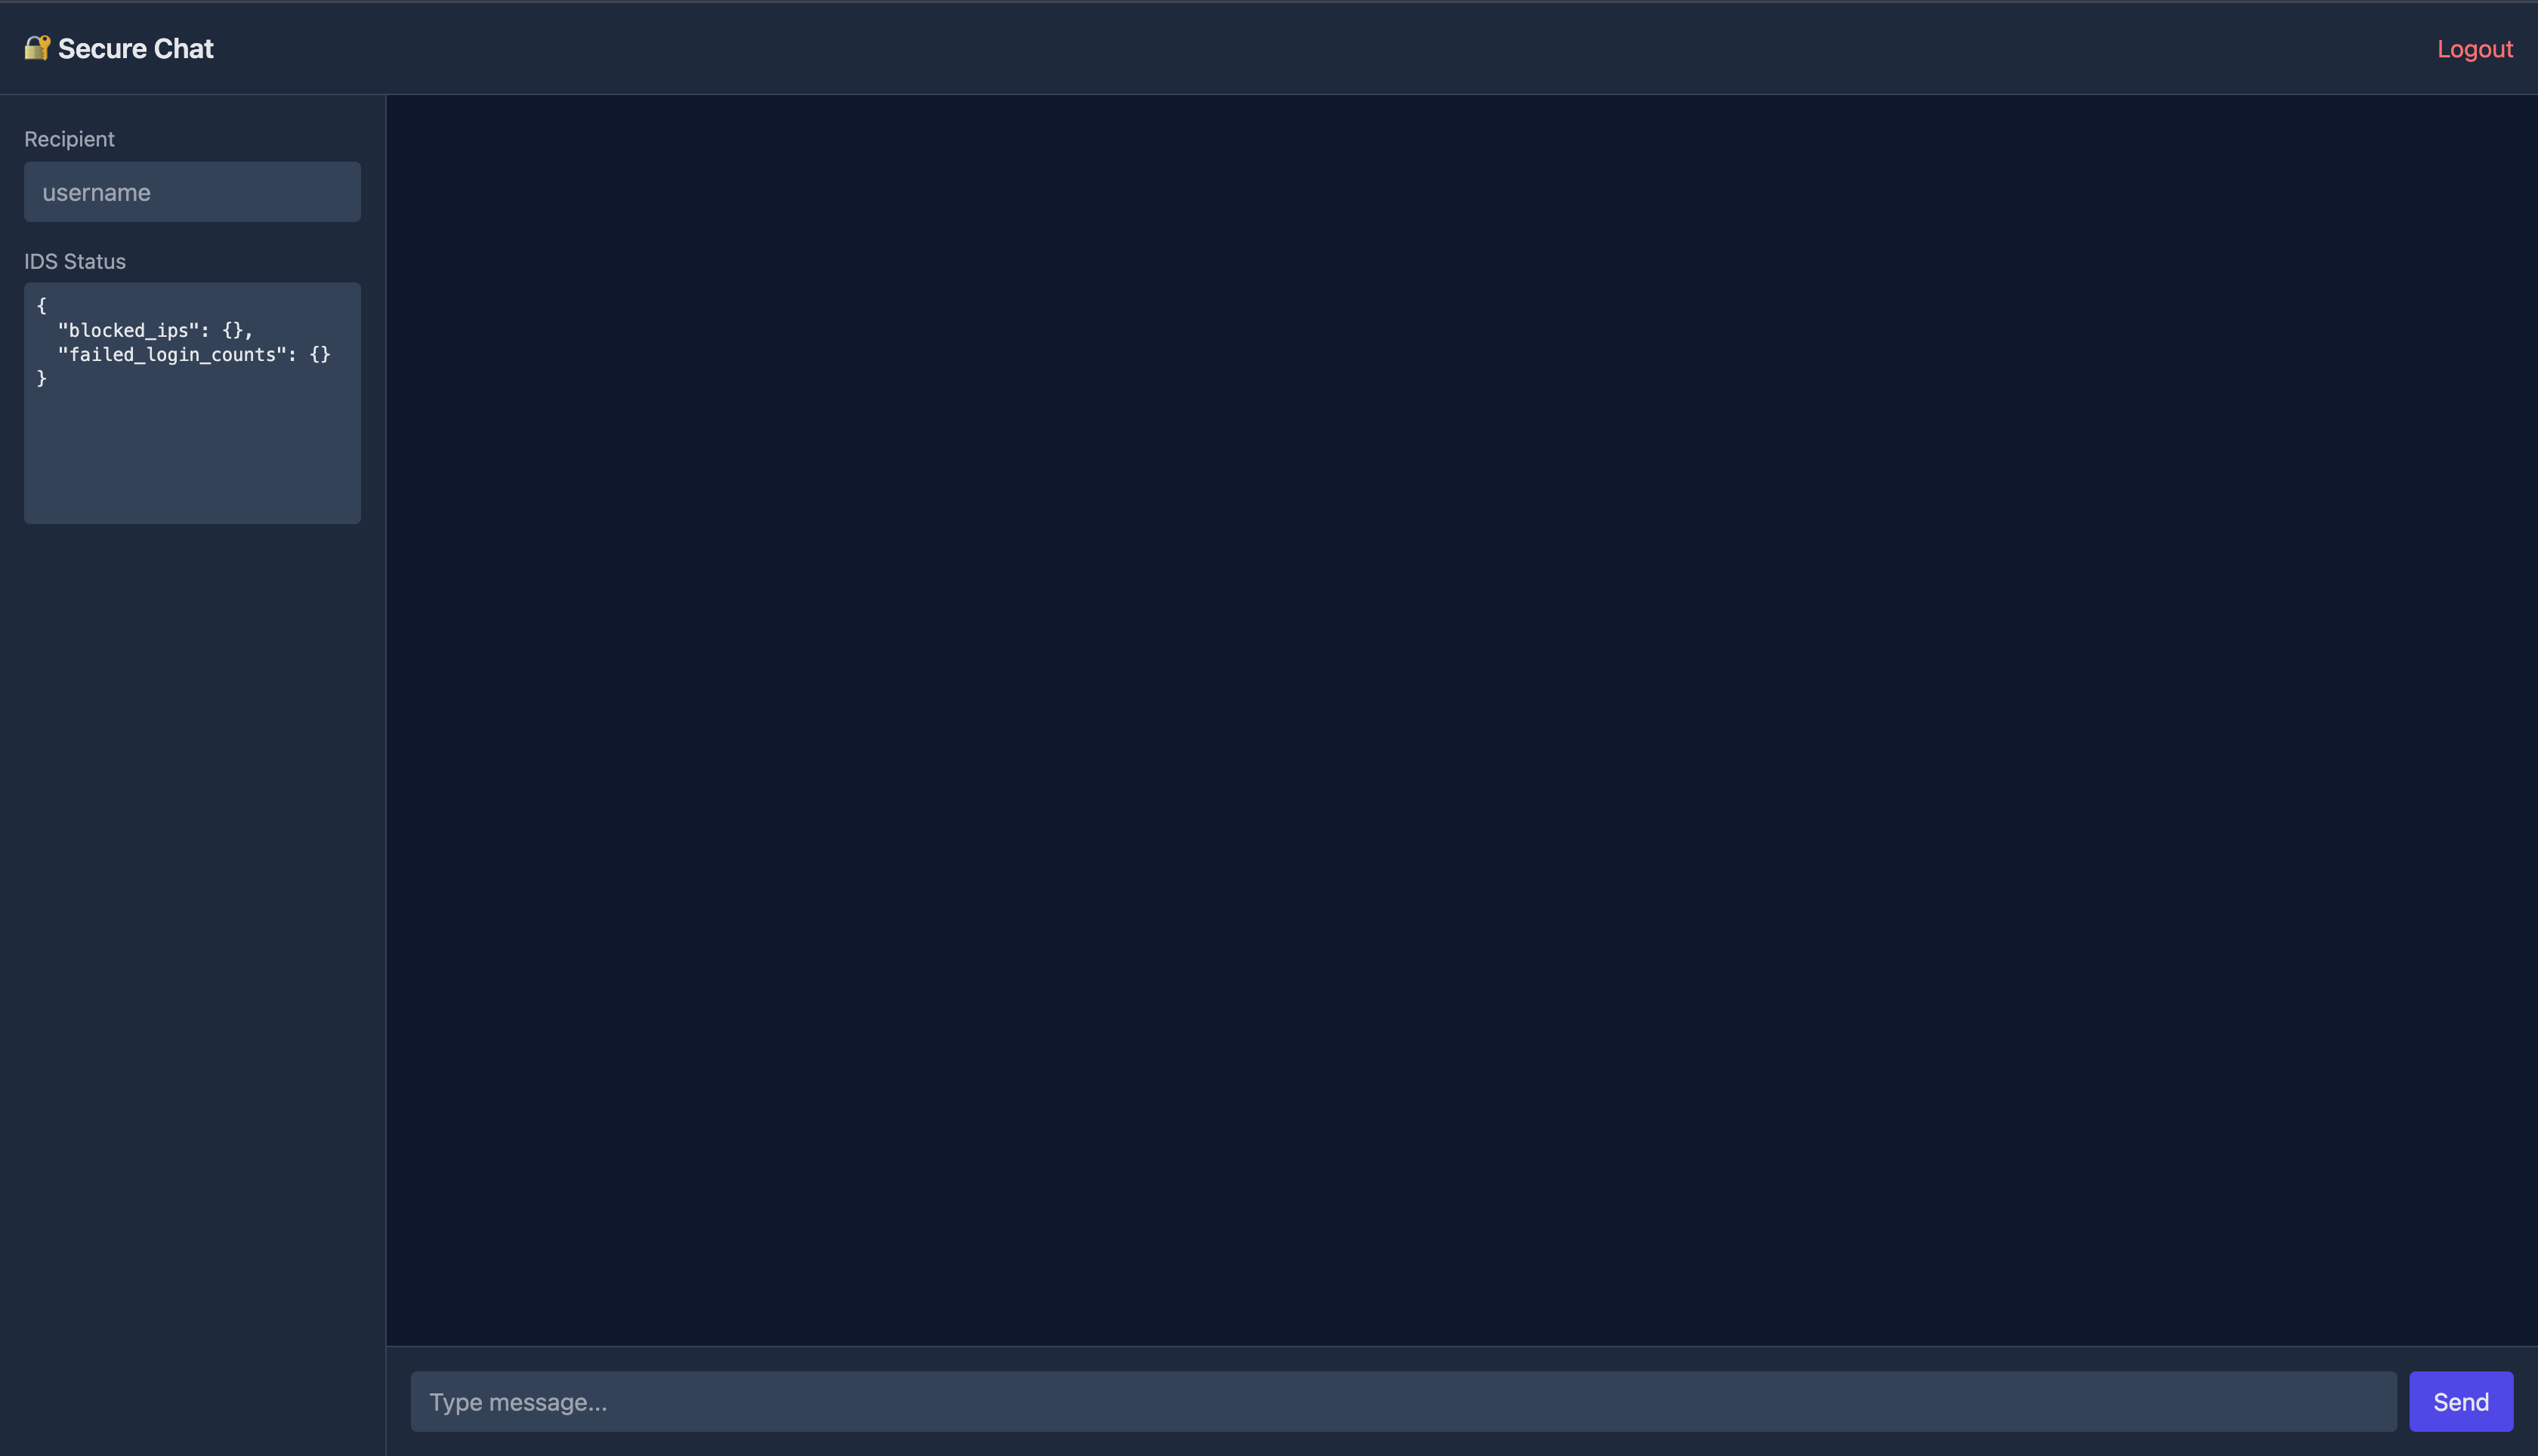 🔐 Secure Chat
Logout
Recipient
username
IDS Status
{
  "blocked_ips": {},
  "failed_login_counts": {}
}
Type message...
Send